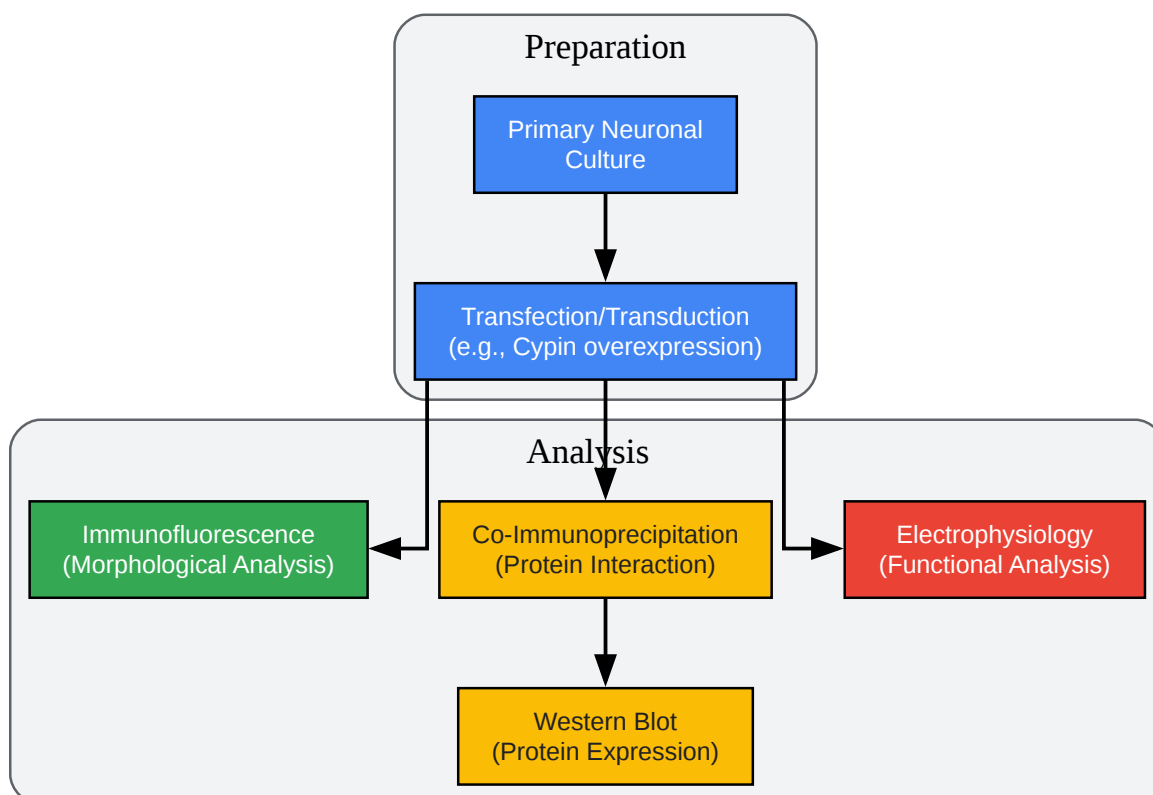 Preparation
Primary Neuronal
Culture
Transfection/Transduction
(e.g., Cypin overexpression)
Analysis
Immunofluorescence
(Morphological Analysis)
Co-Immunoprecipitation
(Protein Interaction)
Electrophysiology
(Functional Analysis)
Western Blot
(Protein Expression)